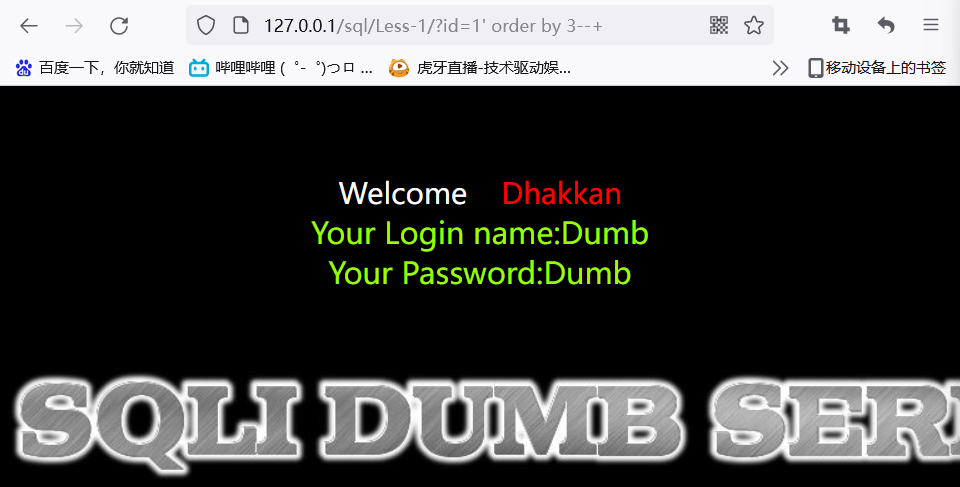 127.0.0.1/sql/Less-1/?id=1' order by 3--+
百度一下，你就知道 哔哩哔哩 ( ゜- ゜)つロ ... 虎牙直播-技术驱动娱... 移动设备上的书签
Welcome Dhakkan
Your Login name:Dumb
Your Password:Dumb
SQLI DUMB SERI